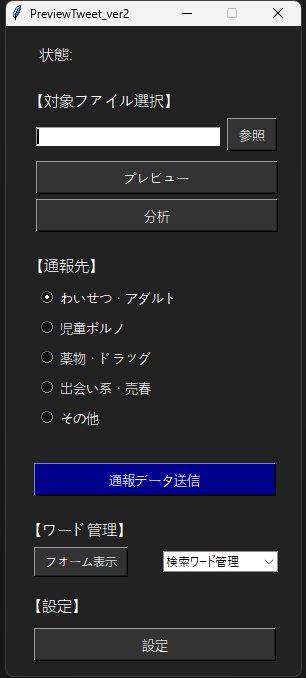 PreviewTweet_ver2
状態:
【対象ファイル選択】
参照
プレビュー
分析
【通報先】
わいせつ・アダルト
児童ポルノ
薬物・ドラッグ
出会い系・売春
その他
通報データ送信
【ワード管理】
フォーム表示 検索ワード管理
【設定】
設定